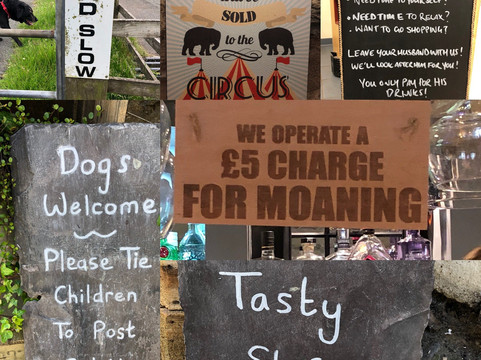 D SLOW
SOLD
to the
CIRCUS
• NEED TIME TO RELAX?
• WANT TO GO SHOPPING?
LEAVE YOUR HUSBAND WITH US!
WE'LL LOOK AFTER HIM FOR YOU!
YOU ONLY PAY FOR HIS
DRINKS!
WE OPERATE A
£5 CHARGE
FOR MOANING
Dogs
Welcome
Please Tie
Children
To Post
Tasty